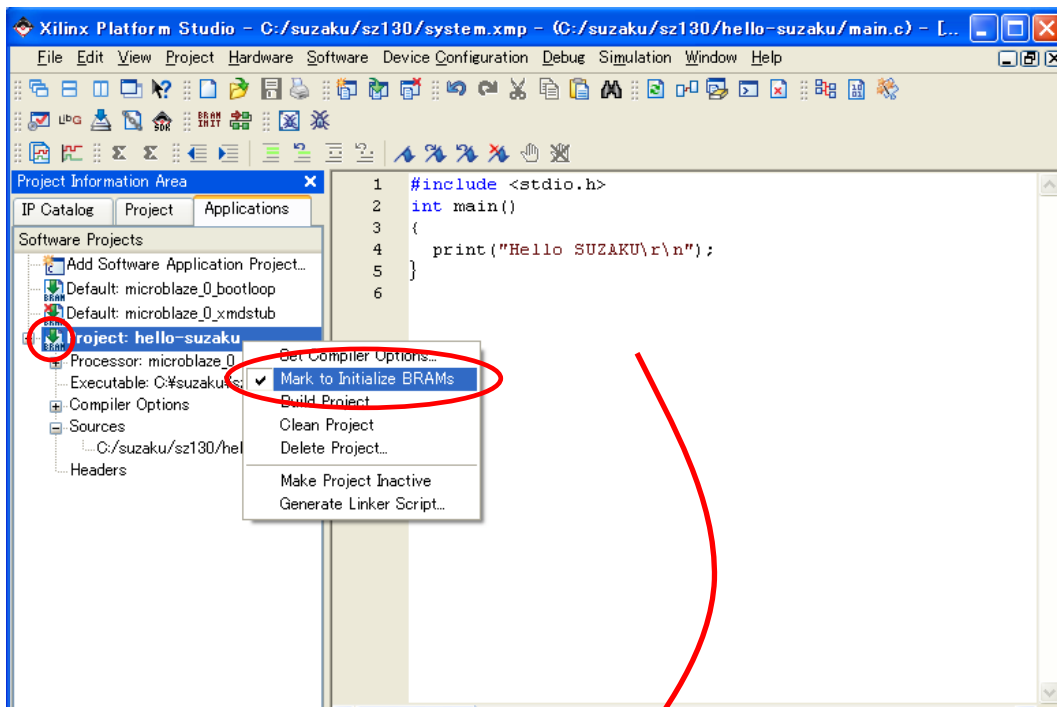 Xilinx Platform Studio - C:/suzaku/sz130/system.xmp - (C:/suzaku/sz130/hello-suzaku/main.c) - [...
File Edit View Project Hardware Software Device Configuration Debug Simulation Window Help
Project Information Area
IP Catalog Project Applications
Software Projects
Add Software Application Project...
Default: microblaze_0_bootloop
Default: microblaze_0_xmdstub
Project: hello-suzaku
Processor: microblaze_0
Executable: C:¥suzaku¥sz
Compiler Options
Sources
C:/suzaku/sz130/hel
Headers
Set Compiler Options...
Mark to Initialize BRAMs
Build Project
Clean Project
Delete Project...
Make Project Inactive
Generate Linker Script...
1 #include <stdio.h>
2 int main()
3 {
4 print("Hello SUZAKU\r\n");
5 }
6